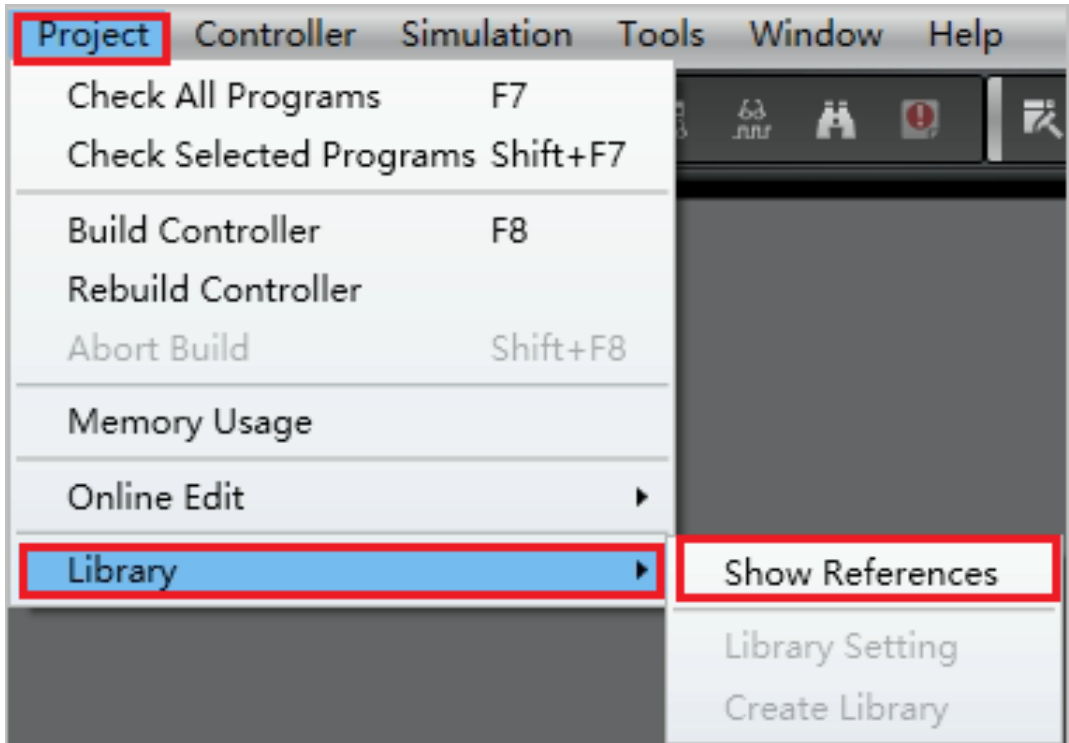 Project Controller Simulation Tools Window Help
Check All Programs F7
Check Selected Programs Shift+F7
Build Controller F8
Rebuild Controller
Abort Build Shift+F8
Memory Usage
Online Edit
Library
Show References
Library Setting
Create Library